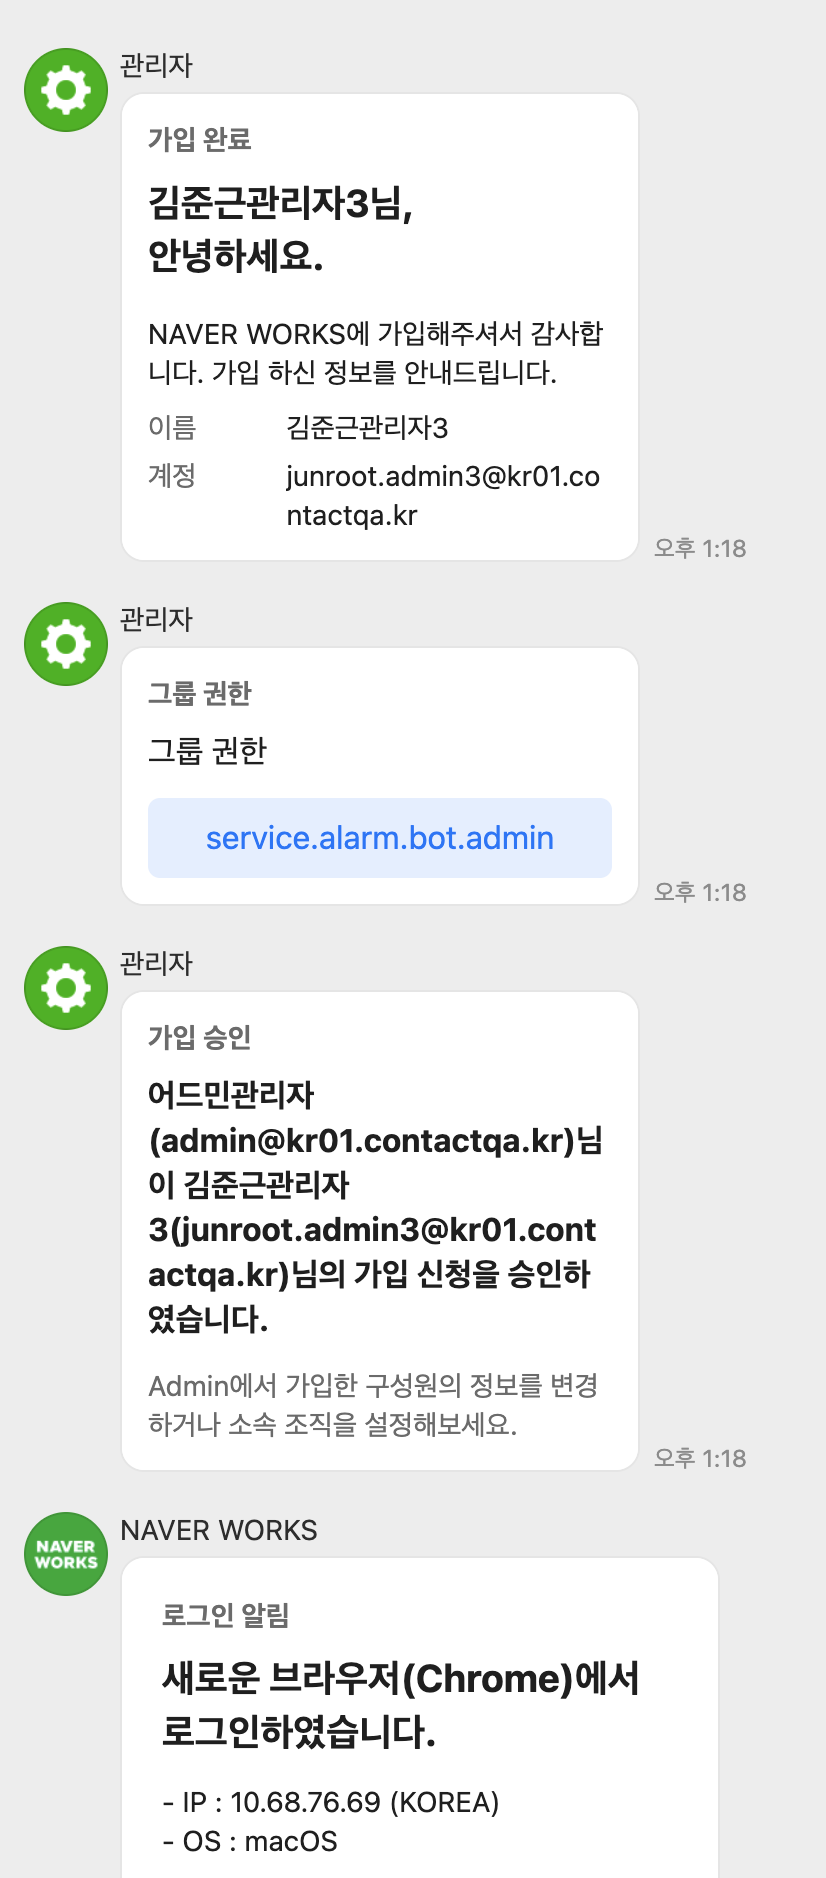 관리자
가입 완료
김준근관리자3님,
안녕하세요.
NAVER WORKS에 가입해주셔서 감사합
니다. 가입 하신 정보를 안내드립니다.
이름 김준근관리자3
계정 junroot.admin3@kr01.co
ntactqa.kr
오후 1:18
관리자
그룹 권한
그룹 권한
service.alarm.bot.admin
오후 1:18
관리자
가입 승인
어드민관리자
(admin@kr01.contactqa.kr)님
이 김준근관리자
3(junroot.admin3@kr01.cont
actqa.kr)님의 가입 신청을 승인하
였습니다.
Admin에서 가입한 구성원의 정보를 변경
하거나 소속 조직을 설정해보세요.
오후 1:18
NAVER
WORKS
NAVER WORKS
로그인 알림
새로운 브라우저(Chrome)에서
로그인하였습니다.
- IP : 10.68.76.69 (KOREA)
- OS : macOS